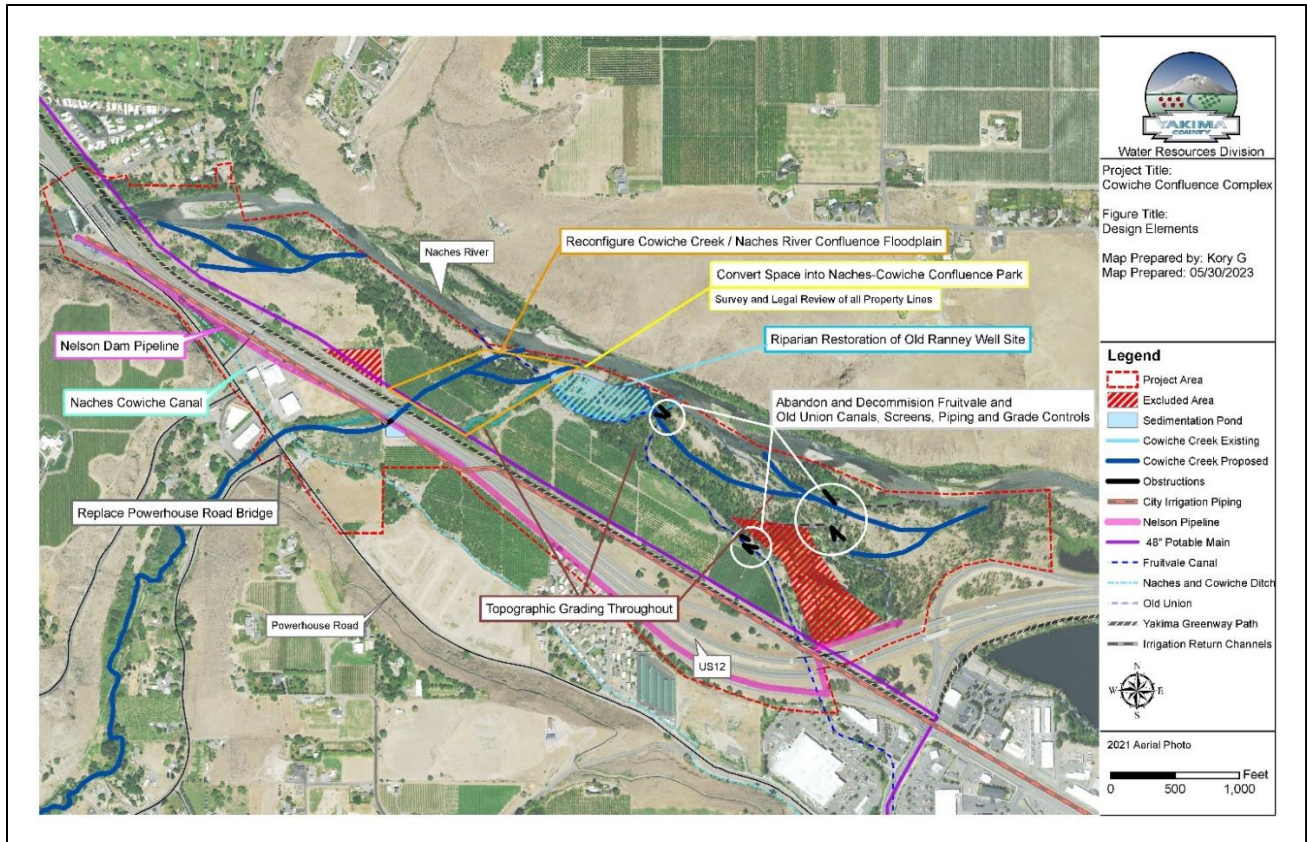 Reconfigure Cowiche Creek / Naches River Confluence Floodplain
Naches River
Convert Space into Naches-Cowiche Confluence Park
Survey and Legal Review of all Property Lines
Riparian Restoration of Old Ranney Well Site
Nelson Dam Pipeline
Naches Cowiche Canal
Abandon and Decommision Fruitvale and
Old Union Canals, Screens, Piping and Grade Controls
Replace Powerhouse Road Bridge
Topographic Grading Throughout
Powerhouse Road
US12
YAKIMA
COUNTY
Water Resources Division
Project Title:
Cowiche Confluence Complex
Figure Title:
Design Elements
Map Prepared by: Kory G
Map Prepared: 05/30/2023
Legend
Project Area
Excluded Area
Sedimentation Pond
Cowiche Creek Existing
Cowiche Creek Proposed
Obstructions
City Irrigation Piping
Nelson Pipeline
48" Potable Main
Fruitvale Canal
Naches and Cowiche Ditch
Old Union
Yakima Greenway Path
Irrigation Return Channels
N
W E
S
2021 Aerial Photo
Feet
0 500 1,000